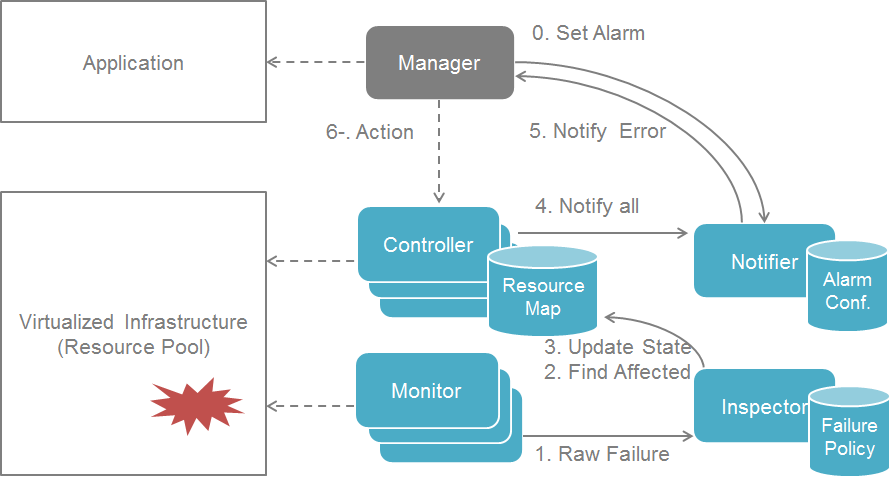 0. Set Alarm
Application
Manager
6-. Action
5. Notify Error
4. Notify all
Controller
Notifier
Resource
Map
Alarm
Conf.
Virtualized Infrastructure
(Resource Pool)
3. Update State
2. Find Affected
Monitor
Inspector
Failure
Policy
1. Raw Failure